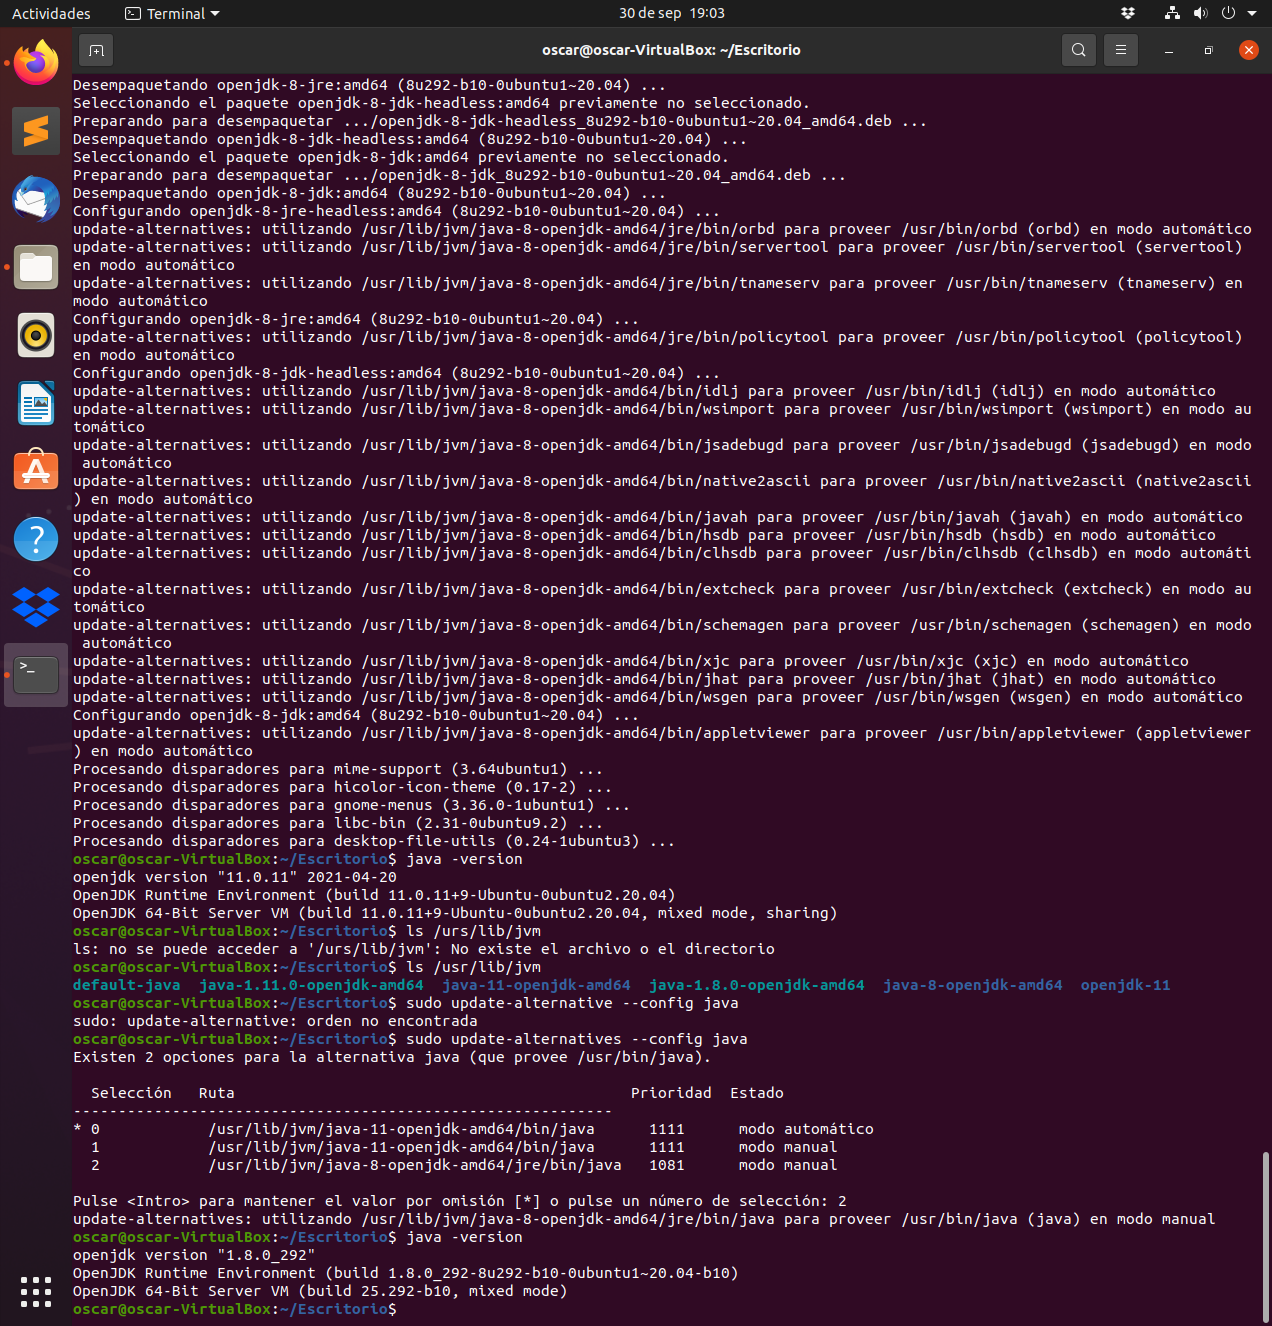 Actividades
Terminal
30 de sep 19:03
oscar@oscar-VirtualBox: ~/Escritorio
Desempaquetando openjdk-8-jre:amd64 (8u292-b10-0ubuntu1~20.04) ...
Seleccionando el paquete openjdk-8-jdk-headless:amd64 previamente no seleccionado.
Preparando para desempaquetar .../openjdk-8-jdk-headless_8u292-b10-0ubuntu1~20.04_amd64.deb ...
Desempaquetando openjdk-8-jdk-headless:amd64 (8u292-b10-0ubuntu1~20.04) ...
Seleccionando el paquete openjdk-8-jdk:amd64 previamente no seleccionado.
Preparando para desempaquetar .../openjdk-8-jdk_8u292-b10-0ubuntu1~20.04_amd64.deb ...
Desempaquetando openjdk-8-jdk:amd64 (8u292-b10-0ubuntu1~20.04) ...
Configurando openjdk-8-jre-headless:amd64 (8u292-b10-0ubuntu1~20.04) ...
update-alternatives: utilizando /usr/lib/jvm/java-8-openjdk-amd64/jre/bin/orbd para proveer /usr/bin/orbd (orbd) en modo automático
update-alternatives: utilizando /usr/lib/jvm/java-8-openjdk-amd64/jre/bin/servertool para proveer /usr/bin/servertool (servertool)
en modo automático
update-alternatives: utilizando /usr/lib/jvm/java-8-openjdk-amd64/jre/bin/tnameserv para proveer /usr/bin/tnameserv (tnameserv) en
modo automático
Configurando openjdk-8-jre:amd64 (8u292-b10-0ubuntu1~20.04) ...
update-alternatives: utilizando /usr/lib/jvm/java-8-openjdk-amd64/jre/bin/policytool para proveer /usr/bin/policytool (policytool)
en modo automático
Configurando openjdk-8-jdk-headless:amd64 (8u292-b10-0ubuntu1~20.04) ...
update-alternatives: utilizando /usr/lib/jvm/java-8-openjdk-amd64/bin/idlj para proveer /usr/bin/idlj (idlj) en modo automático
update-alternatives: utilizando /usr/lib/jvm/java-8-openjdk-amd64/bin/wsimport para proveer /usr/bin/wsimport (wsimport) en modo au
tomático
update-alternatives: utilizando /usr/lib/jvm/java-8-openjdk-amd64/bin/jsadebugd para proveer /usr/bin/jsadebugd (jsadebugd) en modo
automático
update-alternatives: utilizando /usr/lib/jvm/java-8-openjdk-amd64/bin/native2ascii para proveer /usr/bin/native2ascii (native2ascii
) en modo automático
update-alternatives: utilizando /usr/lib/jvm/java-8-openjdk-amd64/bin/javah para proveer /usr/bin/javah (javah) en modo automático
update-alternatives: utilizando /usr/lib/jvm/java-8-openjdk-amd64/bin/hsdb para proveer /usr/bin/hsdb (hsdb) en modo automático
update-alternatives: utilizando /usr/lib/jvm/java-8-openjdk-amd64/bin/clhsdb para proveer /usr/bin/clhsdb (clhsdb) en modo automáti
co
update-alternatives: utilizando /usr/lib/jvm/java-8-openjdk-amd64/bin/extcheck para proveer /usr/bin/extcheck (extcheck) en modo au
tomático
update-alternatives: utilizando /usr/lib/jvm/java-8-openjdk-amd64/bin/schemagen para proveer /usr/bin/schemagen (schemagen) en modo
automático
update-alternatives: utilizando /usr/lib/jvm/java-8-openjdk-amd64/bin/xjc para proveer /usr/bin/xjc (xjc) en modo automático
update-alternatives: utilizando /usr/lib/jvm/java-8-openjdk-amd64/bin/jhat para proveer /usr/bin/jhat (jhat) en modo automático
update-alternatives: utilizando /usr/lib/jvm/java-8-openjdk-amd64/bin/wsgen para proveer /usr/bin/wsgen (wsgen) en modo automático
Configurando openjdk-8-jdk:amd64 (8u292-b10-0ubuntu1~20.04) ...
update-alternatives: utilizando /usr/lib/jvm/java-8-openjdk-amd64/bin/appletviewer para proveer /usr/bin/appletviewer (appletviewer
) en modo automático
Procesando disparadores para mime-support (3.64ubuntu1) ...
Procesando disparadores para hicolor-icon-theme (0.17-2) ...
Procesando disparadores para gnome-menus (3.36.0-1ubuntu1) ...
Procesando disparadores para libc-bin (2.31-0ubuntu9.2) ...
Procesando disparadores para desktop-file-utils (0.24-1ubuntu3) ...
oscar@oscar-VirtualBox:~/Escritorio$ java -version
openjdk version "11.0.11" 2021-04-20
OpenJDK Runtime Environment (build 11.0.11+9-Ubuntu-0ubuntu2.20.04)
OpenJDK 64-Bit Server VM (build 11.0.11+9-Ubuntu-0ubuntu2.20.04, mixed mode, sharing)
oscar@oscar-VirtualBox:~/Escritorio$ ls /urs/lib/jvm
ls: no se puede acceder a '/urs/lib/jvm': No existe el archivo o el directorio
oscar@oscar-VirtualBox:~/Escritorio$ ls /usr/lib/jvm
default-java  java-1.11.0-openjdk-amd64  java-11-openjdk-amd64  java-1.8.0-openjdk-amd64  java-8-openjdk-amd64  openjdk-11
oscar@oscar-VirtualBox:~/Escritorio$ sudo update-alternative --config java
sudo: update-alternative: orden no encontrada
oscar@oscar-VirtualBox:~/Escritorio$ sudo update-alternatives --config java
Existen 2 opciones para la alternativa java (que provee /usr/bin/java).
Selección   Ruta   Prioridad  Estado
------------------------------------------------------------
* 0   /usr/lib/jvm/java-11-openjdk-amd64/bin/java   1111   modo automático
1   /usr/lib/jvm/java-11-openjdk-amd64/bin/java   1111   modo manual
2   /usr/lib/jvm/java-8-openjdk-amd64/jre/bin/java   1081   modo manual
Pulse <Intro> para mantener el valor por omisión [*] o pulse un número de selección: 2
update-alternatives: utilizando /usr/lib/jvm/java-8-openjdk-amd64/jre/bin/java para proveer /usr/bin/java (java) en modo manual
oscar@oscar-VirtualBox:~/Escritorio$ java -version
openjdk version "1.8.0_292"
OpenJDK Runtime Environment (build 1.8.0_292-8u292-b10-0ubuntu1~20.04-b10)
OpenJDK 64-Bit Server VM (build 25.292-b10, mixed mode)
oscar@oscar-VirtualBox:~/Escritorio$